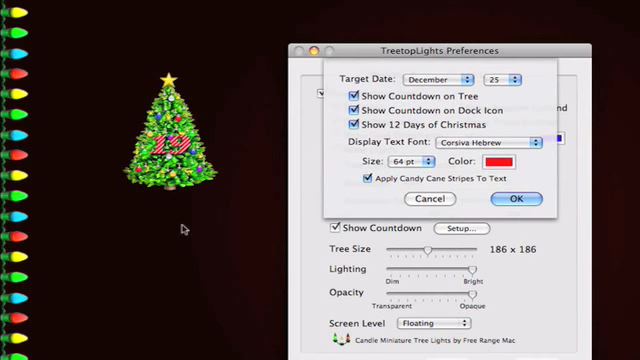 TreetopLights Preferences
Target Date: December 25
Show Countdown on Tree
Show Countdown on Dock Icon
Show 12 Days of Christmas
Display Text Font: Corsiva Hebrew
Size: 64 pt Color:
Apply Candy Cane Stripes To Text
Cancel OK
19
Show Countdown Setup...
Tree Size 186 x 186
Lighting
Dim Bright
Opacity
Transparent Opaque
Screen Level Floating
Candle Miniature Tree Lights by Free Range Mac